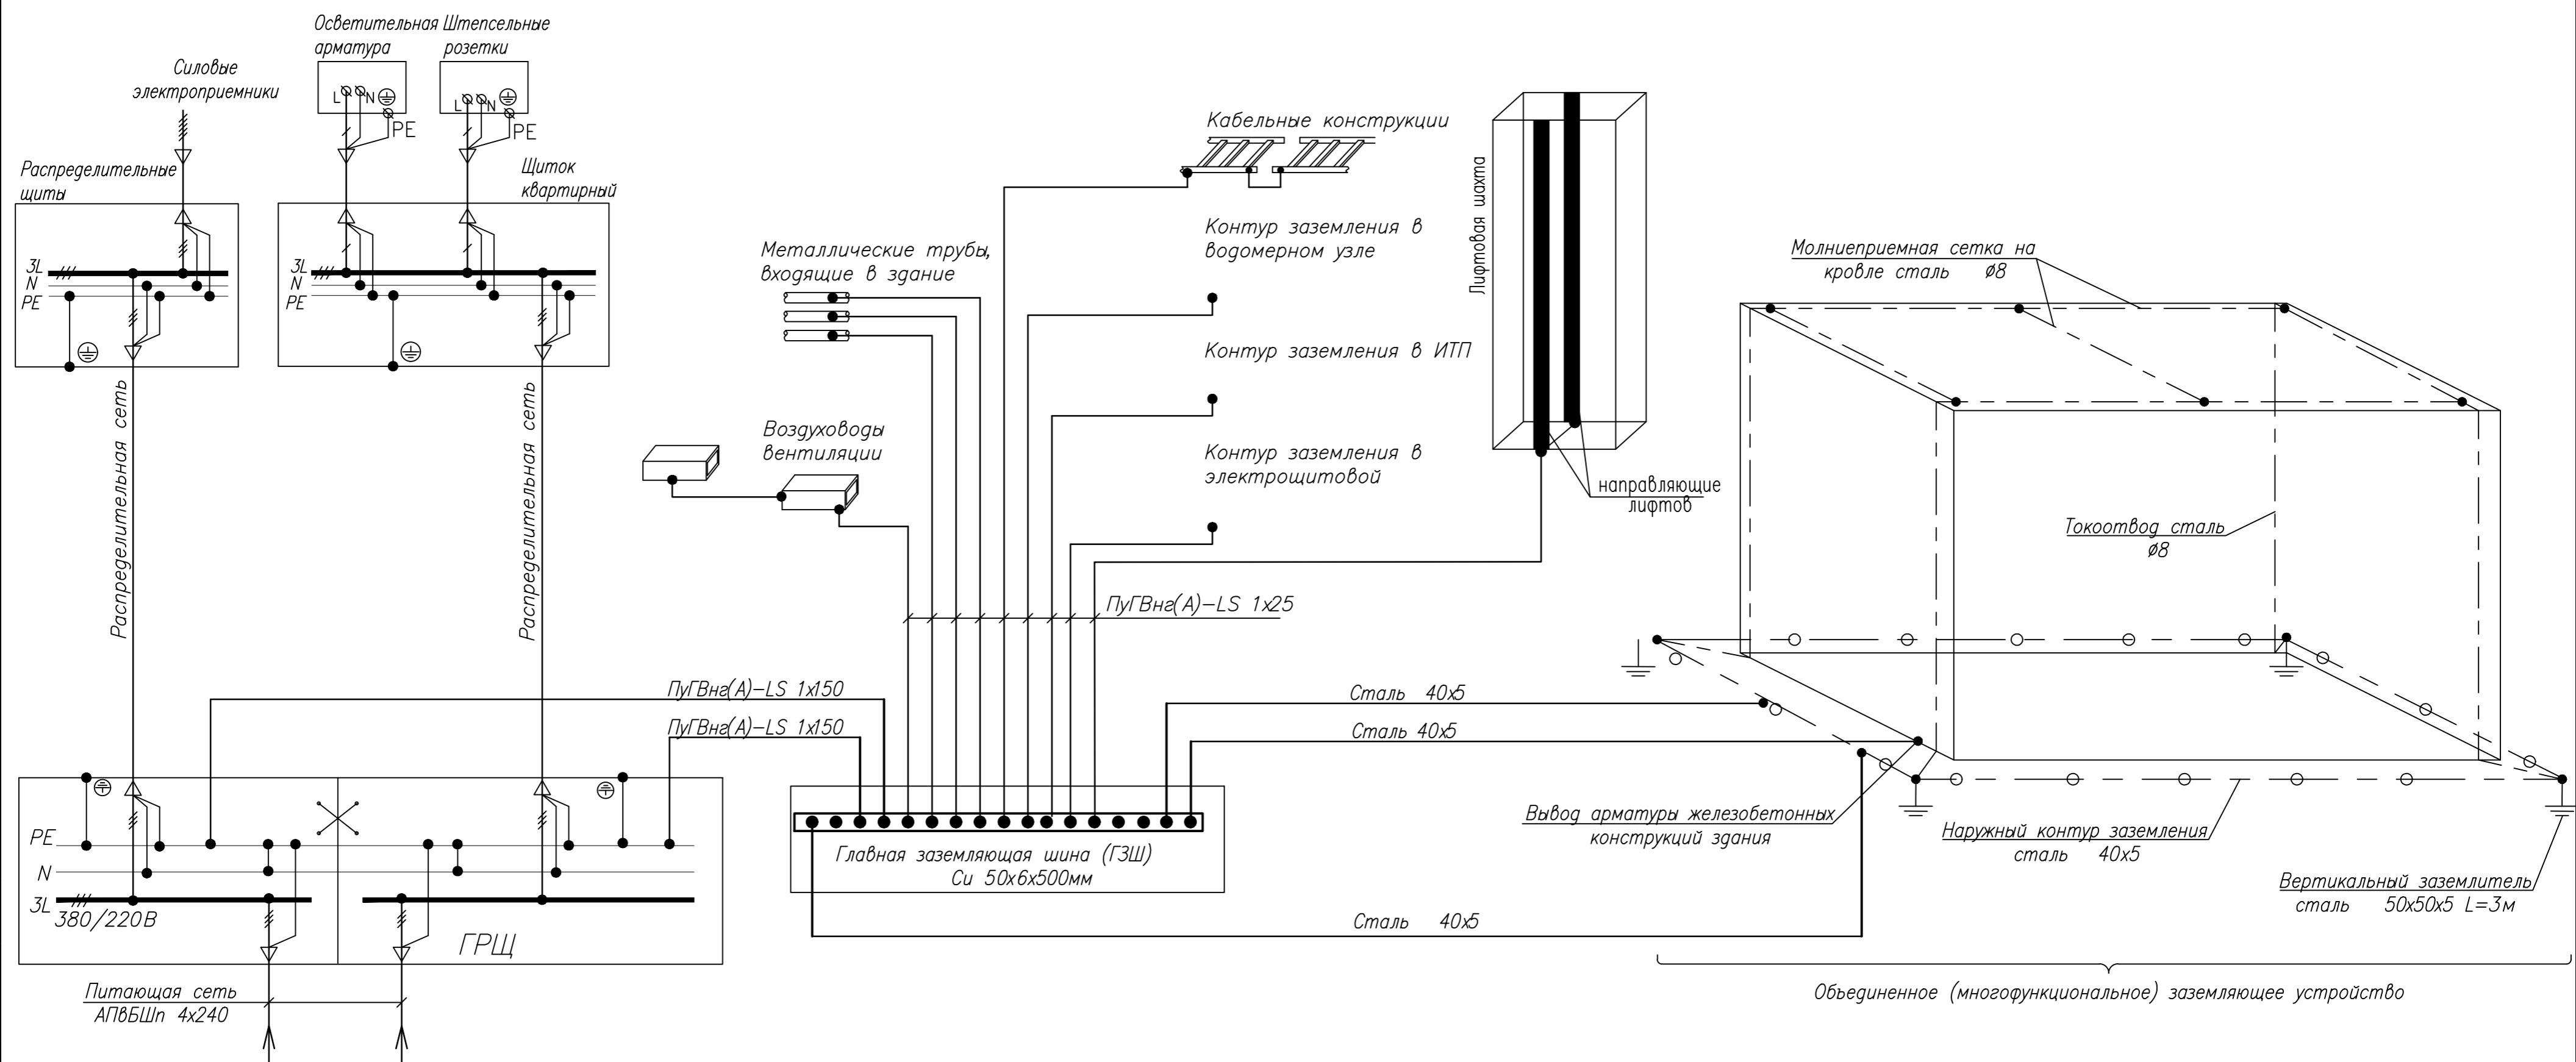 Осветительная
арматура
Штепсельные
розетки
Силовые
электроприемники
L
N
PE
L
N
PE
Распределительные
щиты
Щиток
квартирный
3L
N
PE
3L
N
PE
Распределительная сеть
Распределительная сеть
Металлические трубы,
входящие в здание
Воздуховоды
вентиляции
Кабельные конструкции
Контур заземления в
водомерном узле
Контур заземления в ИТП
Контур заземления в
электрощитовой
Лифтовая шахта
направляющие
лифтов
Молниеприемная сетка на
кровле сталь ø8
Токоотвод сталь
ø8
ПуГВнг(А)-LS 1х25
ПуГВнг(А)-LS 1х150
ПуГВнг(А)-LS 1х150
Сталь 40х5
Сталь 40х5
PE
N
3L
380/220В
ГРЩ
Главная заземляющая шина (ГЗШ)
Cu 50х6х500мм
Сталь 40х5
Вывод арматуры железобетонных
конструкций здания
Наружный контур заземления
сталь 40х5
Вертикальный заземлитель
сталь 50х50х5 L=3м
Питающая сеть
АПвБШп 4х240
Объединенное (многофункциональное) заземляющее устройство